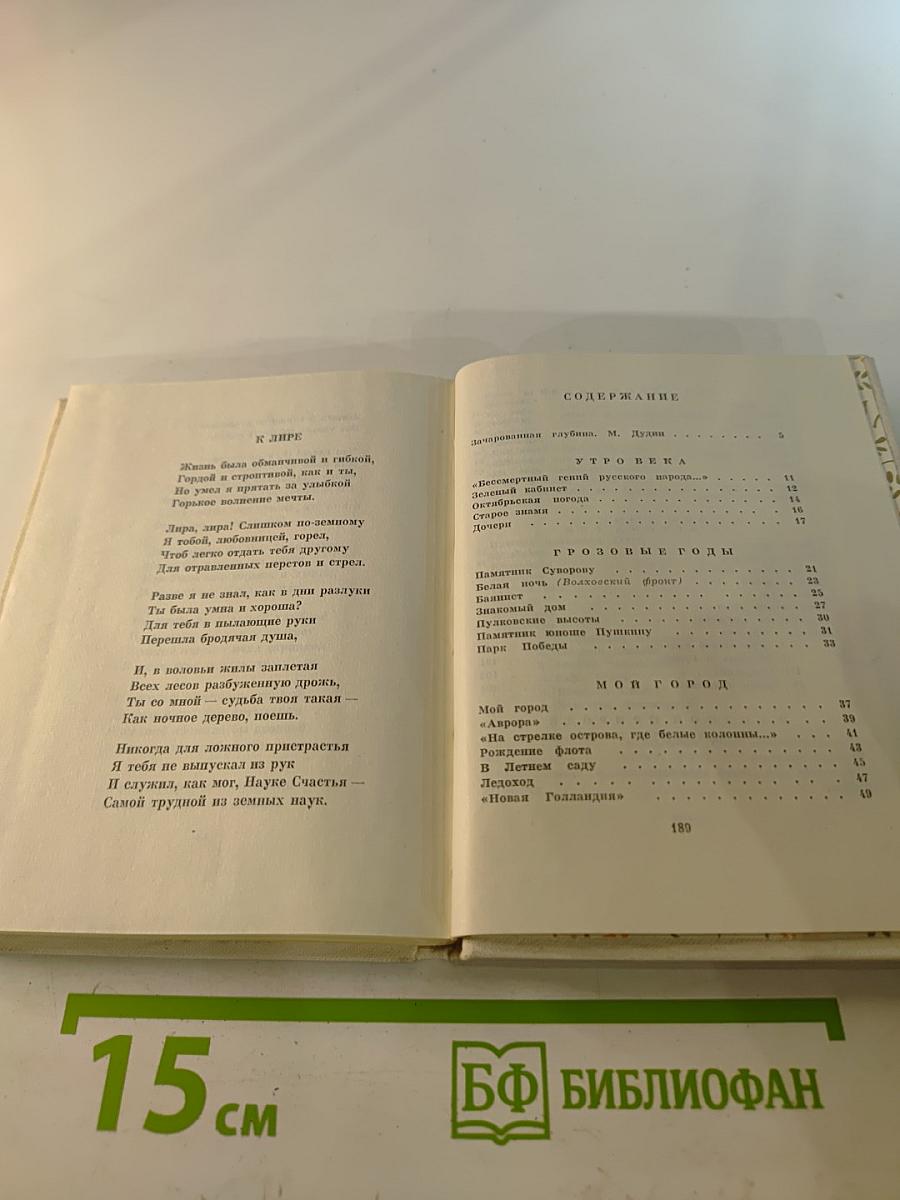 К ЛИРЕ
Жизнь была обманчивой и гибкой,
Гордой и строптивой, как и ты,
Но умел я прятать за улыбкой
Горькое волнение мечты.
Лира, лира! Слишком по-земному
Я тобой, любовницей, горел,
Чтоб легко отдать тебя другому
Для отравленных перстов и стрел.
Разве я не знал, как в дни разлуки
Ты была умна и хороша?
Для тебя в пылающие руки
Перешла бродячая душа,
И, в воловьи жилы заплетая
Всех лесов разбуженную дрожь,
Ты со мной — судьба твоя такая —
Как ночное дерево, поешь.
Никогда для ложного пристрастья
Я тебя не выпускал из рук
И служил, как мог, Науке Счастья —
Самой трудной из земных наук.
СОДЕРЖАНИЕ
Зачарованная глубина. М. Дудин . . . . . . . . 5
УТРО ВЕКА
«Бессмертный гений русского народа...» . . . . . 11
Зеленый кабинет . . . . . . . . . . . . . . 12
Октябрьская погода . . . . . . . . . . . . 14
Старое знамя . . . . . . . . . . . . . . 16
Дочери . . . . . . . . . . . . . . . . 17
ГРОЗОВЫЕ ГОДЫ
Памятник Суворову . . . . . . . . . . . . 21
Белая ночь (Волховский фронт) . . . . . . . . 23
Баянист . . . . . . . . . . . . . . . . 25
Знакомый дом . . . . . . . . . . . . . . 27
Пулковские высоты . . . . . . . . . . . . 30
Памятник юноше Пушкину . . . . . . . . . 31
Парк Победы . . . . . . . . . . . . . . 33
МОЙ ГОРОД
Мой город . . . . . . . . . . . . . . . 37
«Аврора» . . . . . . . . . . . . . . . . 39
«На стрелке острова, где белые колонны...» . . . 41
Рождение флота . . . . . . . . . . . . . 43
В Летнем саду . . . . . . . . . . . . . 45
Ледоход . . . . . . . . . . . . . . . . 47
«Новая Голландия» . . . . . . . . . . . . 49
189
15 см
БФ БИБЛИОФАН